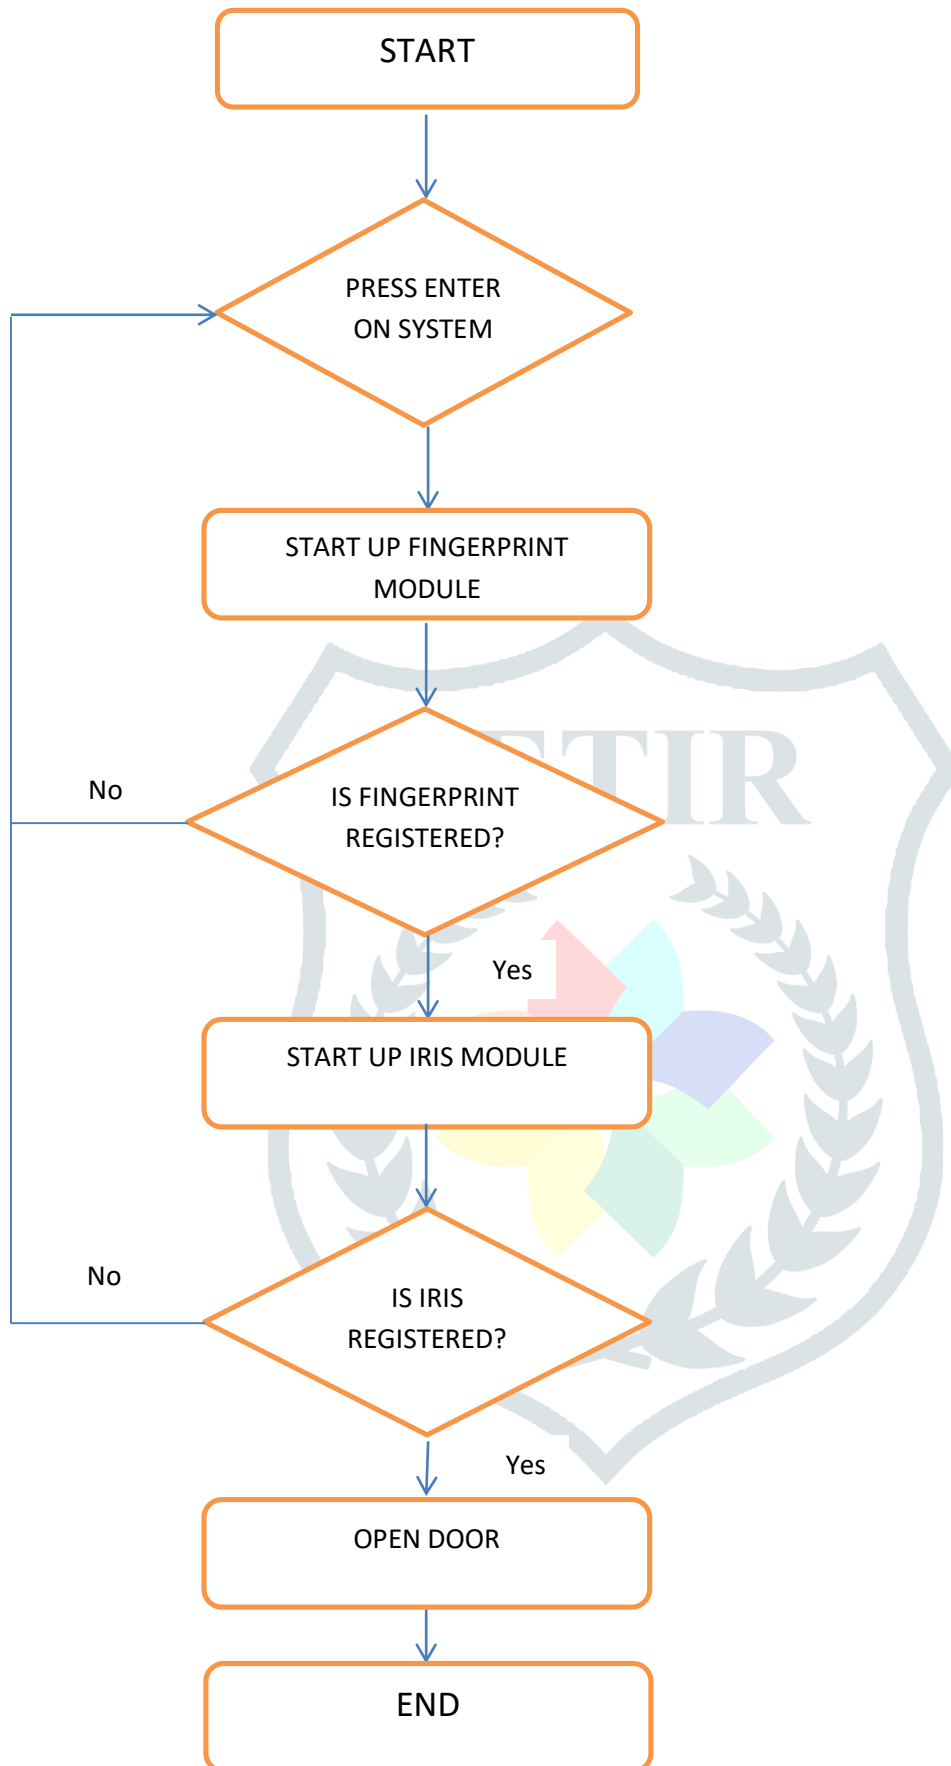 START
PRESS ENTER
ON SYSTEM
START UP FINGERPRINT
MODULE
No
IS FINGERPRINT
REGISTERED?
Yes
START UP IRIS MODULE
No
IS IRIS
REGISTERED?
Yes
OPEN DOOR
END